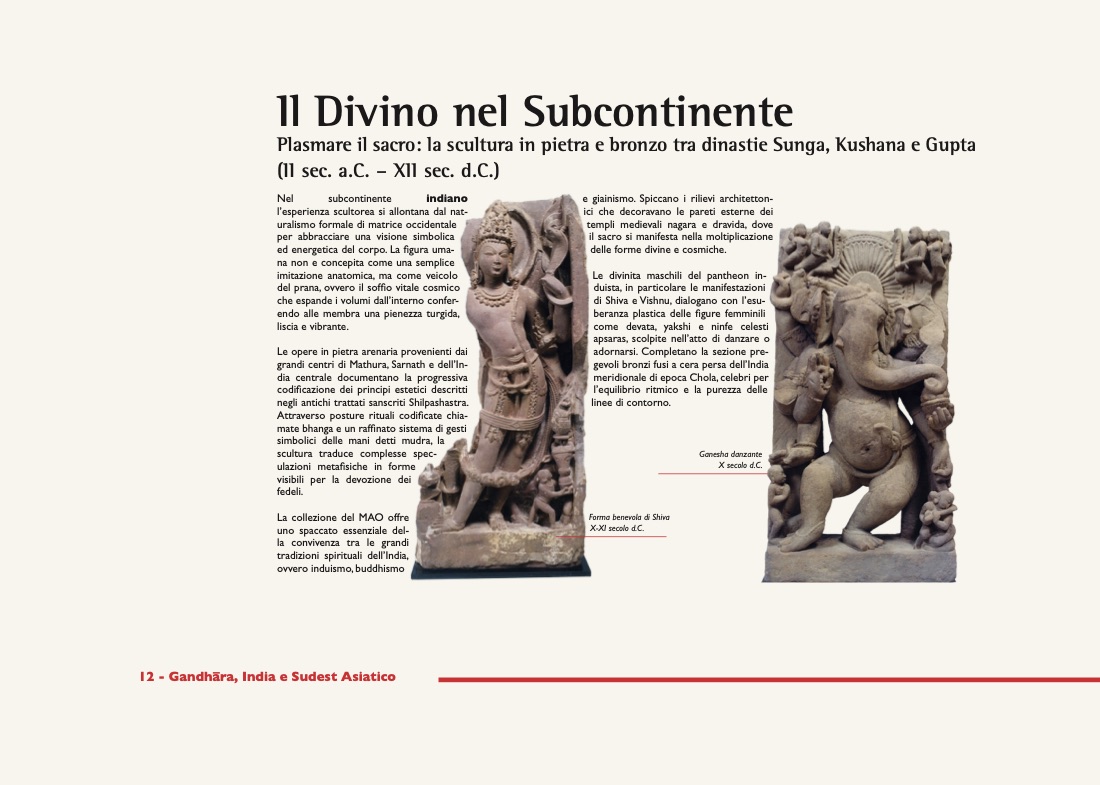 Il Divino nel Subcontinente
Plasmare il sacro: la scultura in pietra e bronzo tra dinastie Sunga, Kushana e Gupta
(II sec. a.C. – XII sec. d.C.)
Nel subcontinente indiano
l'esperienza scultorea si allontana dal nat-
uralismo formale di matrice occidentale
per abbracciare una visione simbolica
ed energetica del corpo. La figura uma-
na non e concepita come una semplice
imitazione anatomica, ma come veicolo
del prana, ovvero il soffio vitale cosmico
che espande i volumi dall'interno confer-
endo alle membra una pienezza turgida,
liscia e vibrante.
Le opere in pietra arenaria provenienti dai
grandi centri di Mathura, Sarnath e dell'In-
dia centrale documentano la progressiva
codificazione dei principi estetici descritti
negli antichi trattati sanscriti Shilpashastra.
Attraverso posture rituali codificate chia-
mate bhanga e un raffinato sistema di gesti
simbolici delle mani detti mudra, la
scultura traduce complesse spec-
ulazioni metafisiche in forme
visibili per la devozione dei
fedeli.
La collezione del MAO offre
uno spaccato essenziale del-
la convivenza tra le grandi
tradizioni spirituali dell'India,
ovvero induismo, buddhismo
e giainismo. Spiccano i rilievi architetton-
ici che decoravano le pareti esterne dei
templi medievali nagara e dravida, dove
il sacro si manifesta nella moltiplicazione
delle forme divine e cosmiche.
Le divinita maschili del pantheon in-
duista, in particolare le manifestazioni
di Shiva e Vishnu, dialogano con l'esu-
beranza plastica delle figure femminili
come devata, yakshi e ninfe celesti
apsaras, scolpite nell'atto di danzare o
adornarsi. Completano la sezione pre-
gevoli bronzi fusi a cera persa dell'India
meridionale di epoca Chola, celebri per
l'equilibrio ritmico e la purezza delle
linee di contorno.
Ganesha danzante
X secolo d.C.
Forma benevola di Shiva
X-XI secolo d.C.
12 - Gandhāra, India e Sudest Asiatico